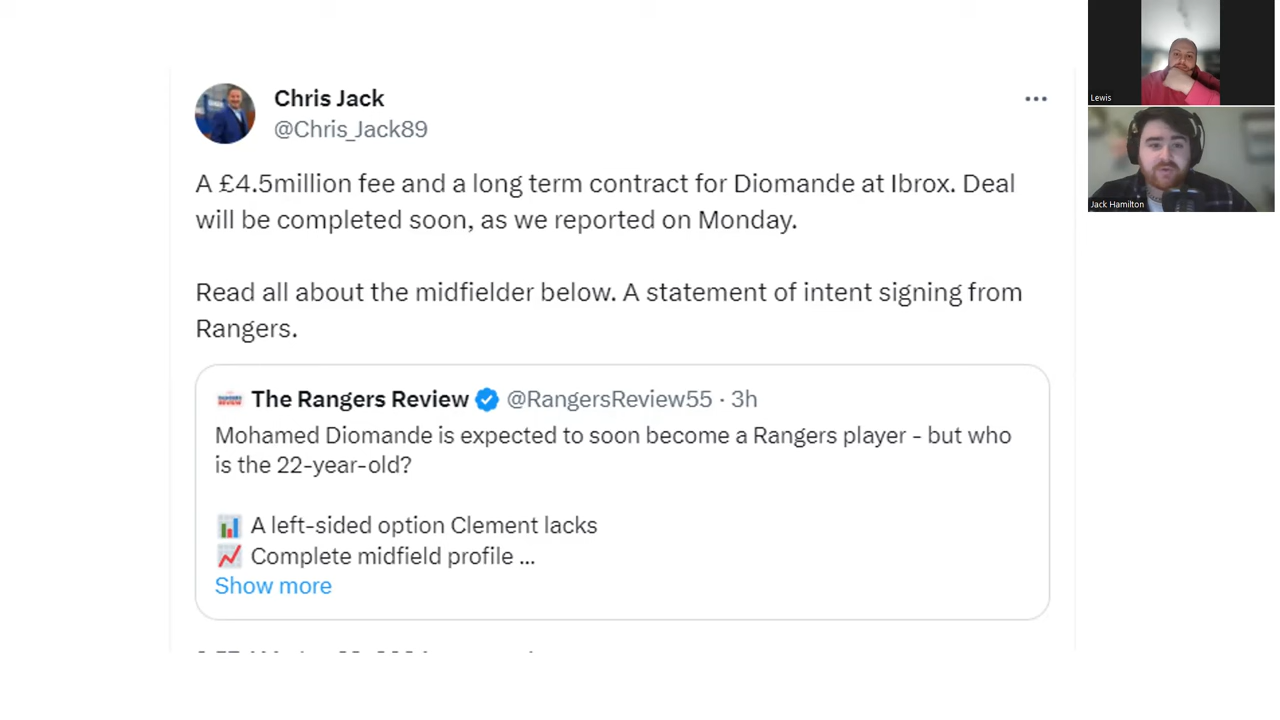 Chris Jack
@Chris_Jack89
A £4.5million fee and a long term contract for Diomande at Ibrox. Deal
will be completed soon, as we reported on Monday.
Read all about the midfielder below. A statement of intent signing from
Rangers.
The Rangers Review @RangersReview55 · 3h
Mohamed Diomande is expected to soon become a Rangers player - but who
is the 22-year-old?
A left-sided option Clement lacks
Complete midfield profile ...
Show more
Lewis
Jack Hamilton